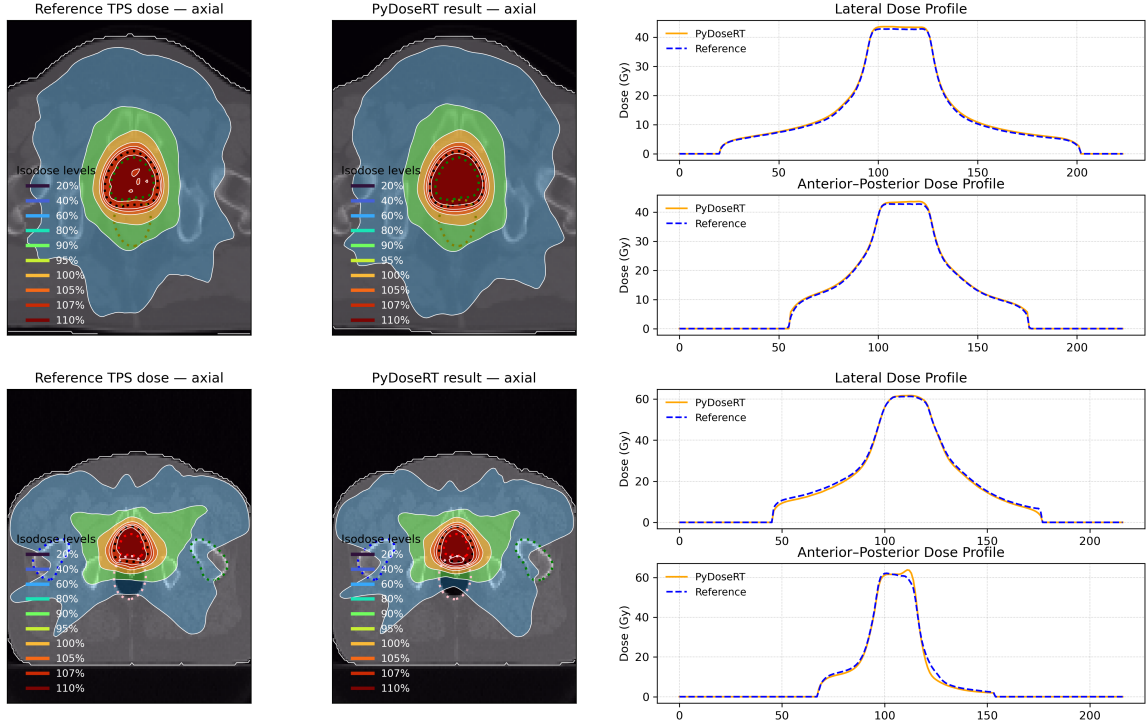 Reference TPS dose — axial
Isodose levels
20%
40%
60%
80%
90%
95%
100%
105%
107%
110%
PyDoseRT result — axial
Isodose levels
20%
40%
60%
80%
90%
95%
100%
105%
107%
110%
Lateral Dose Profile
Dose (Gy)
40
30
20
10
0
PyDoseRT
Reference
0 50 100 150 200
Anterior–Posterior Dose Profile
Dose (Gy)
40
30
20
10
0
PyDoseRT
Reference
0 50 100 150 200
Reference TPS dose — axial
Isodose levels
20%
40%
60%
80%
90%
95%
100%
105%
107%
110%
PyDoseRT result — axial
Isodose levels
20%
40%
60%
80%
90%
95%
100%
105%
107%
110%
Lateral Dose Profile
Dose (Gy)
60
40
20
0
PyDoseRT
Reference
0 50 100 150 200
Anterior–Posterior Dose Profile
Dose (Gy)
60
40
20
0
PyDoseRT
Reference
0 50 100 150 200